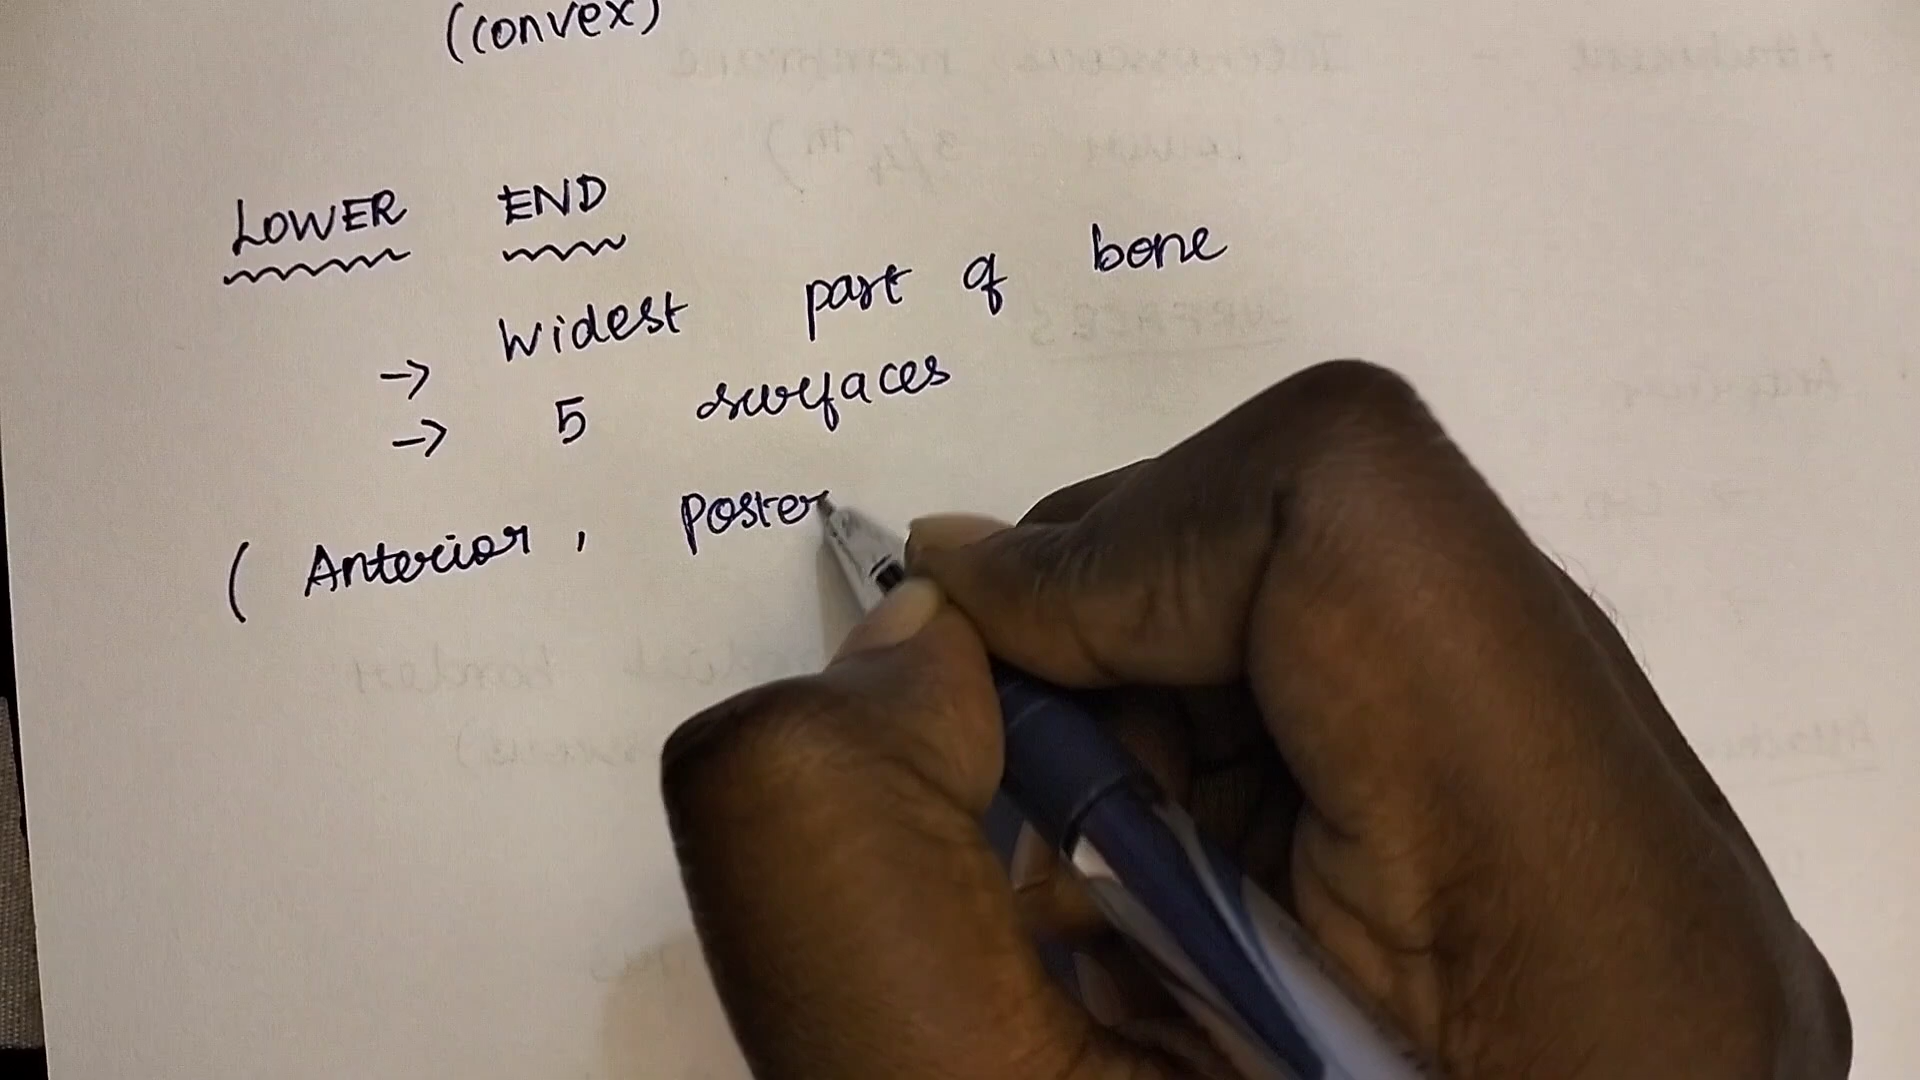 (convex)
LOWER END
→ Widest part of bone
→ 5 surfaces
( Anterior, Poster